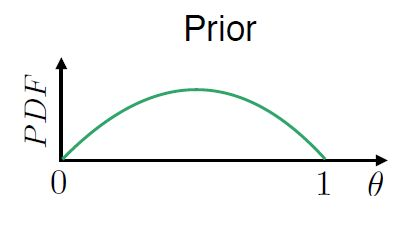 Prior
PDF
0 1 θ